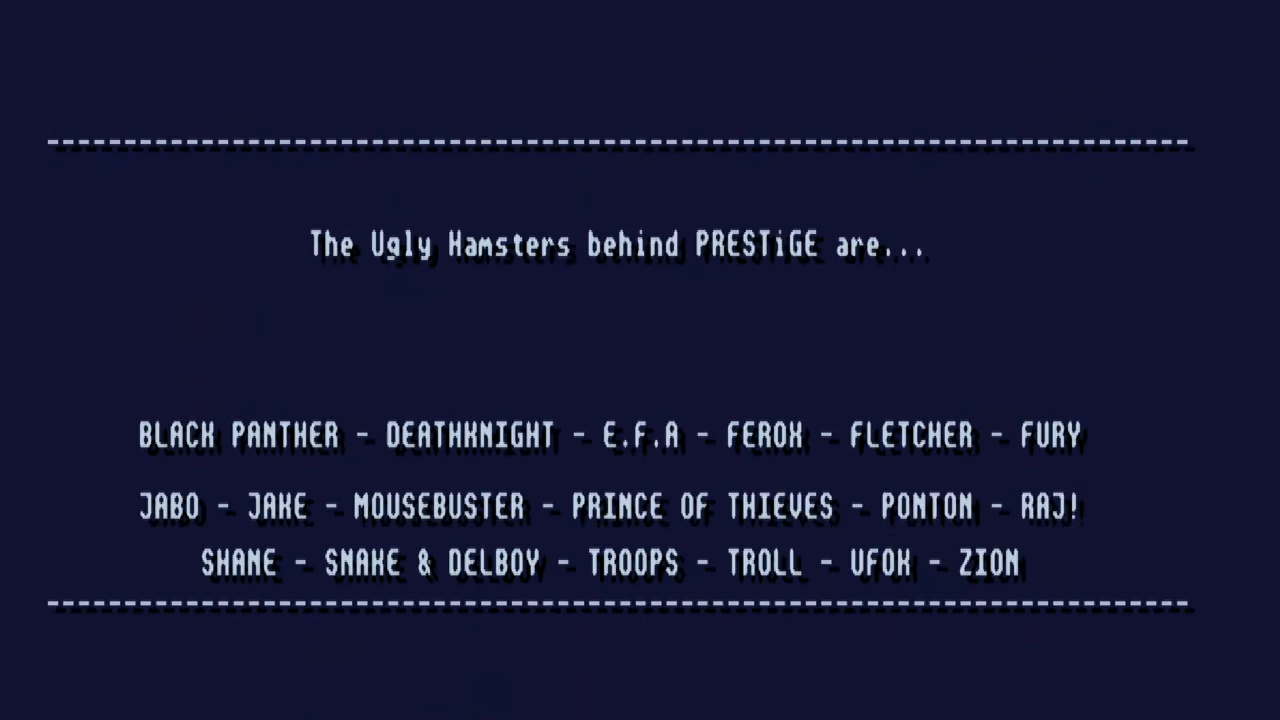 The Ugly Hamsters behind PRESTiGE are...
BLACK PANTHER - DEATHKNIGHT - E.F.A - FEROX - FLETCHER - FURY
JABO - JAKE - MOUSEBUSTER - PRINCE OF THIEVES - PONTON - RAJ!
SHANE - SNAKE & DELBOY - TROOPS - TROLL - VFOX - ZION